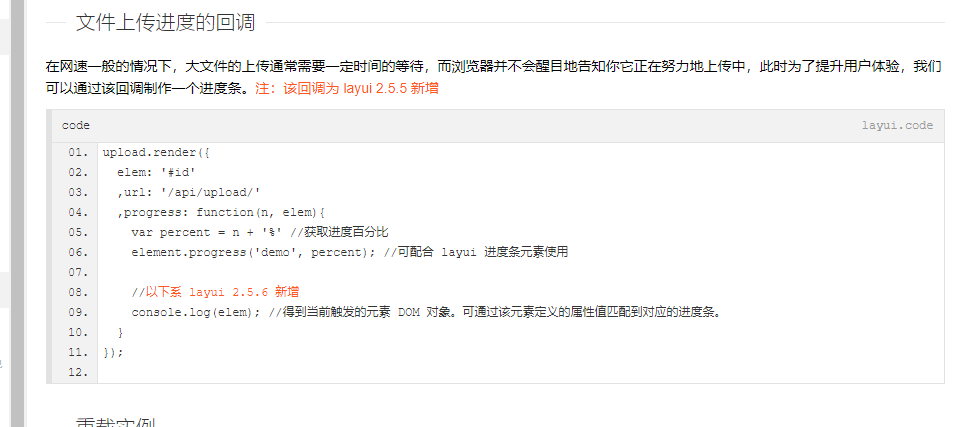 文件上传进度的回调
在网速一般的情况下，大文件的上传通常需要一定时间的等待，而浏览器并不会醒目地告知你它正在努力地上传中，此时为了提升用户体验，我们
可以通过该回调制作一个进度条。注：该回调为 layui 2.5.5 新增
code layui.code
01. upload.render({
02.   elem: '#id'
03.   ,url: '/api/upload/'
04.   ,progress: function(n, elem){
05.     var percent = n + '%' //获取进度百分比
06.     element.progress('demo', percent); //可配合 layui 进度条元素使用
07.
08.     //以下系 layui 2.5.6 新增
09.     console.log(elem); //得到当前触发的元素 DOM 对象。可通过该元素定义的属性值匹配到对应的进度条。
10.   }
11. });
12.
重载实例